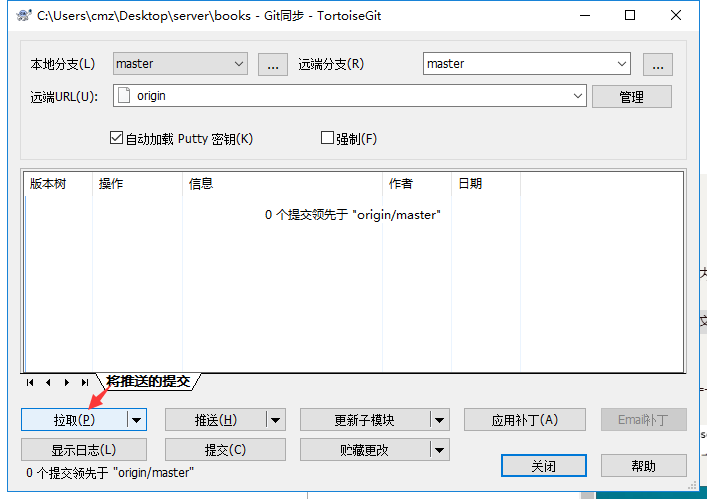 C:\Users\cmz\Desktop\server\books - Git同步 - TortoiseGit
本地分支(L) master ... 远端分支(R) master ...
远端URL(U): origin 管理
自动加载 Putty 密钥(K) 强制(F)
版本树 操作 信息 作者 日期
0 个提交领先于 "origin/master"
将推送的提交
拉取(P) 推送(H) 更新子模块 应用补丁(A) Email补丁
显示日志(L) 提交(C) 贮藏更改
0 个提交领先于 "origin/master" 关闭 帮助